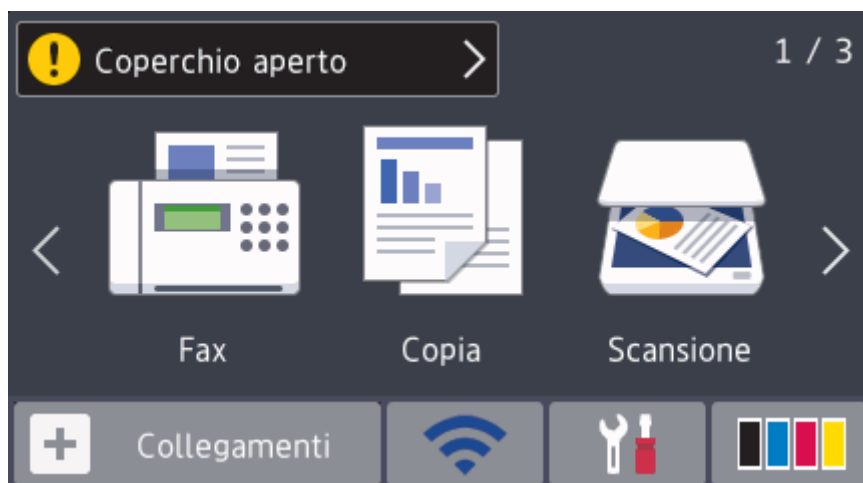 Coperchio aperto
1 / 3
Fax
Copia
Scansione
Collegamenti